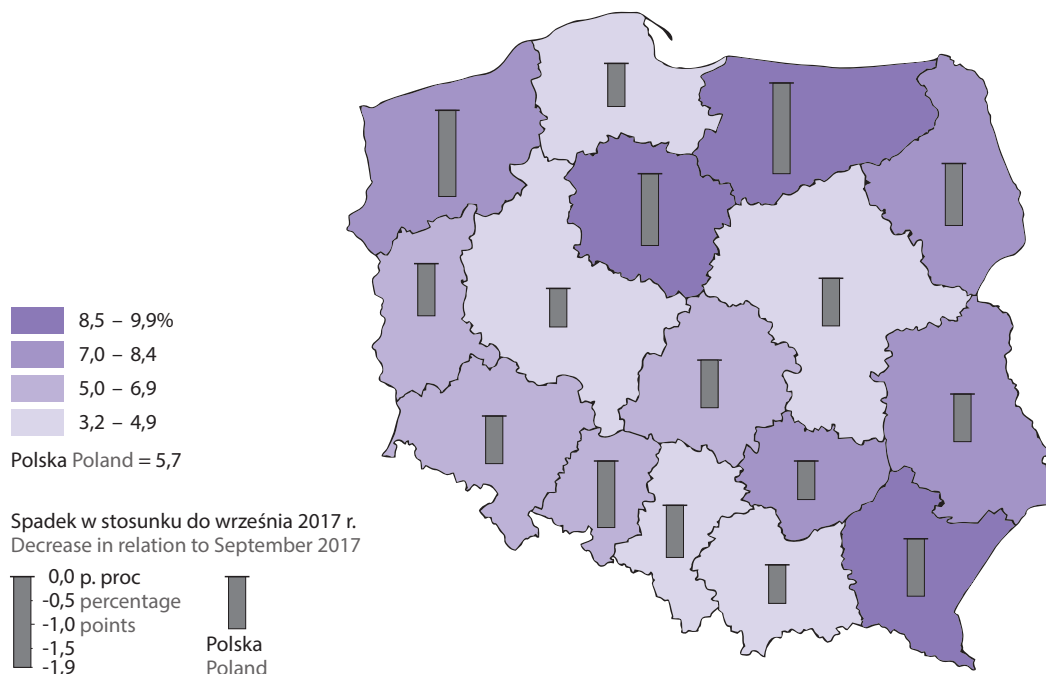 8,5 – 9,9%
7,0 – 8,4
5,0 – 6,9
3,2 – 4,9
Polska Poland = 5,7
Spadek w stosunku do września 2017 r.
Decrease in relation to September 2017
0,0 p. proc
-0,5 percentage
-1,0 points
-1,5
-1,9
Polska
Poland